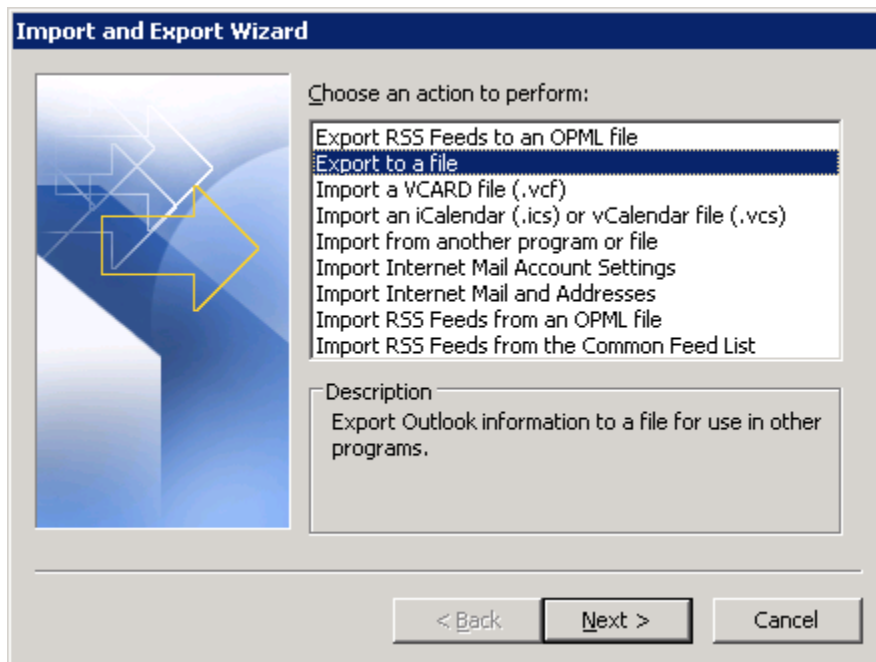 Import and Export Wizard
Choose an action to perform:
Export RSS Feeds to an OPML file
Export to a file
Import a VCARD file (.vcf)
Import an iCalendar (.ics) or vCalendar file (.vcs)
Import from another program or file
Import Internet Mail Account Settings
Import Internet Mail and Addresses
Import RSS Feeds from an OPML file
Import RSS Feeds from the Common Feed List
Description
Export Outlook information to a file for use in other
programs.
< Back Next > Cancel